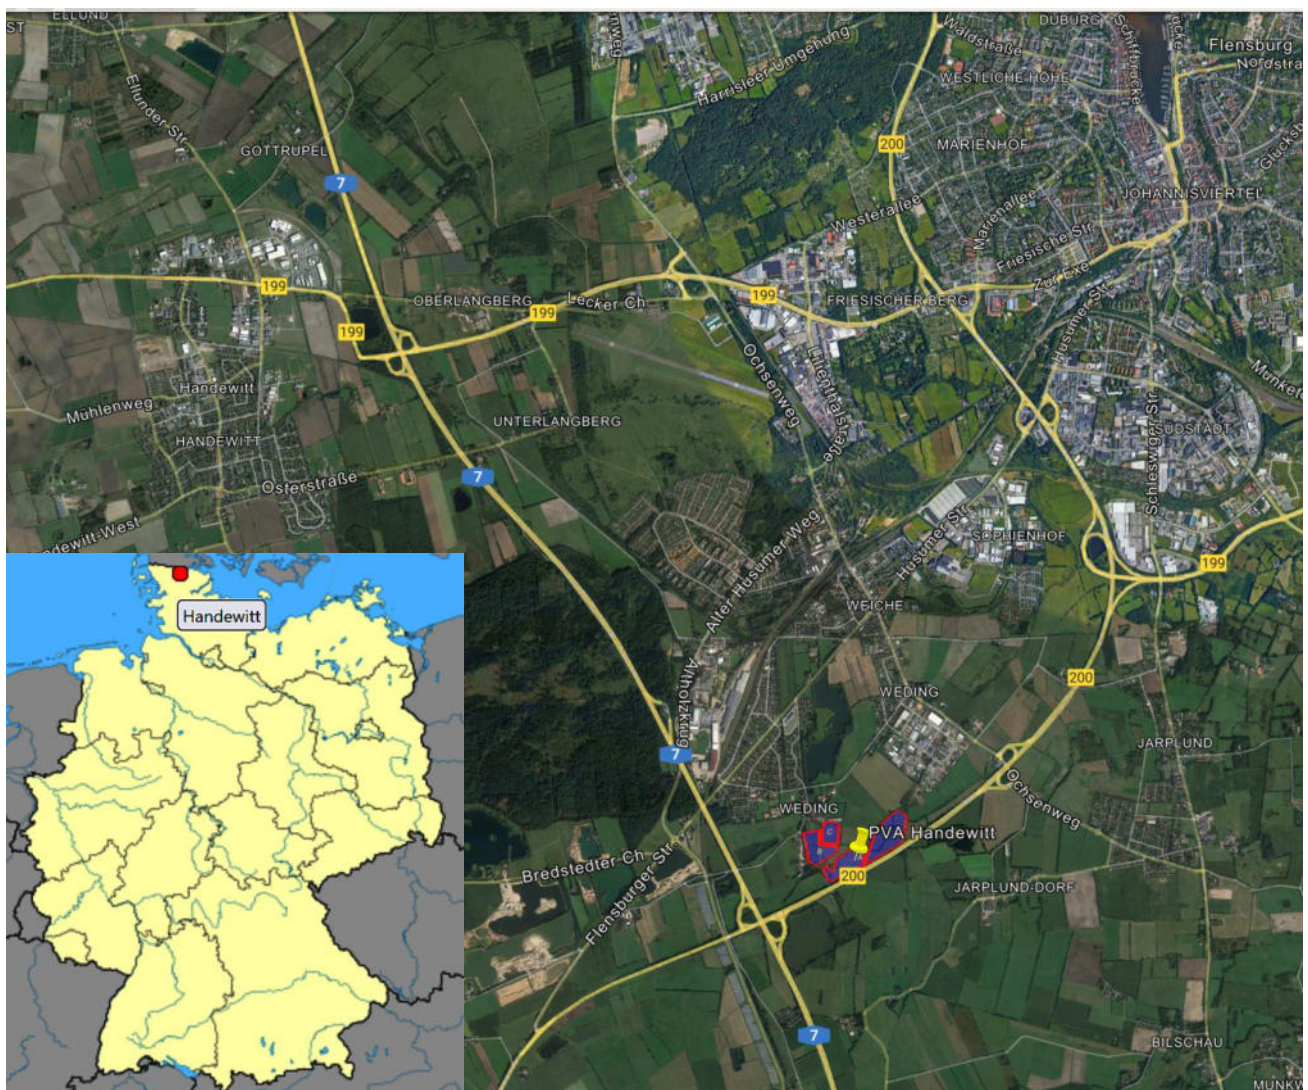 ELLUND
ST
DUBURG
Schiffbrücke
Waldstraße
Flensburg
Nordstra
Harrisleer Umgehung
WESTLICHE HÖHE
Ellunder Str.
200
MARIENHOF
GOTTRUPEL
7
JOHANNISVIERTEL
Westerallee
Marienallee
Friesische Str.
Zur Exe
199
OBERLANGBERG
Lecker Ch.
199
199
FRIESISCHER BERG
Husumer Str.
199
Ochsenweg
Lilienthalstraße
Handewitt
Mühlenweg
UNTERLANGBERG
HANDEWITT
SÜDSTADT
Schleswiger Str.
Osterstraße
7
ndewitt-West
Alter Husumer Weg
Husumer Str.
SOPHIENHOF
199
Handewitt
WEICHE
Altholzkrug
WEDING
200
JARPLUND
7
Ochsenweg
WEDING
C
B
PVA Handewitt
200
Bredstedter Ch.
Flensburger Str.
JARPLUND-DORF
7
BILSCHAU